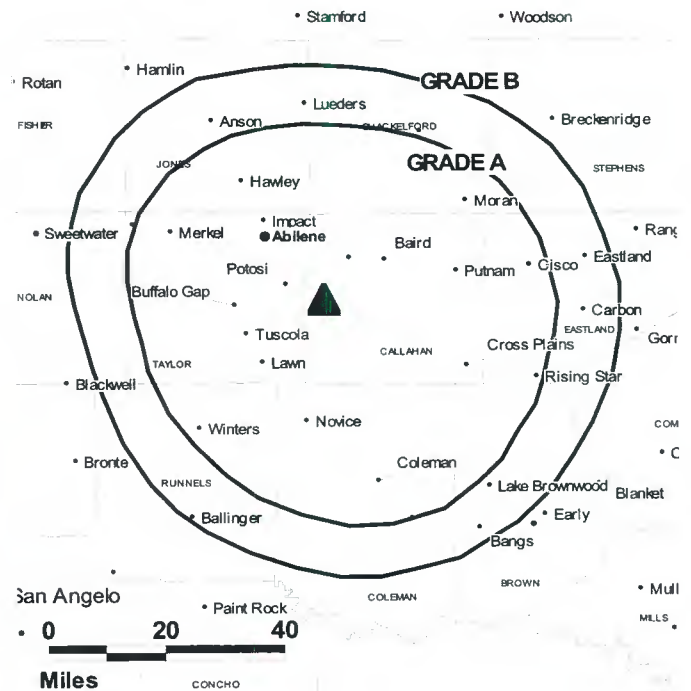 Stamford
Woodson
Hamlin
Rotan
GRADE B
Lueders
Anson
Breckenridge
FISHER
SHACKELFORD
JONES
GRADE A
STEPHENS
Hawley
Moran
Impact
Sweetwater
Merkel
Abilene
Baird
Eastland
Potosi
Putnam
Cisco
Buffalo Gap
NOLAN
Carbon
EASTLAND
Tuscola
Cross Plains
CALLAHAN
TAYLOR
Lawn
Rising Star
Blackwell
Winters
Novice
COM
Bronte
Coleman
RUNNELS
Lake Brownwood
Blanket
Ballinger
Early
Bangs
BROWN
San Angelo
COLEMAN
Mull
Paint Rock
MILLS
0 20 40
Miles
CONCHO